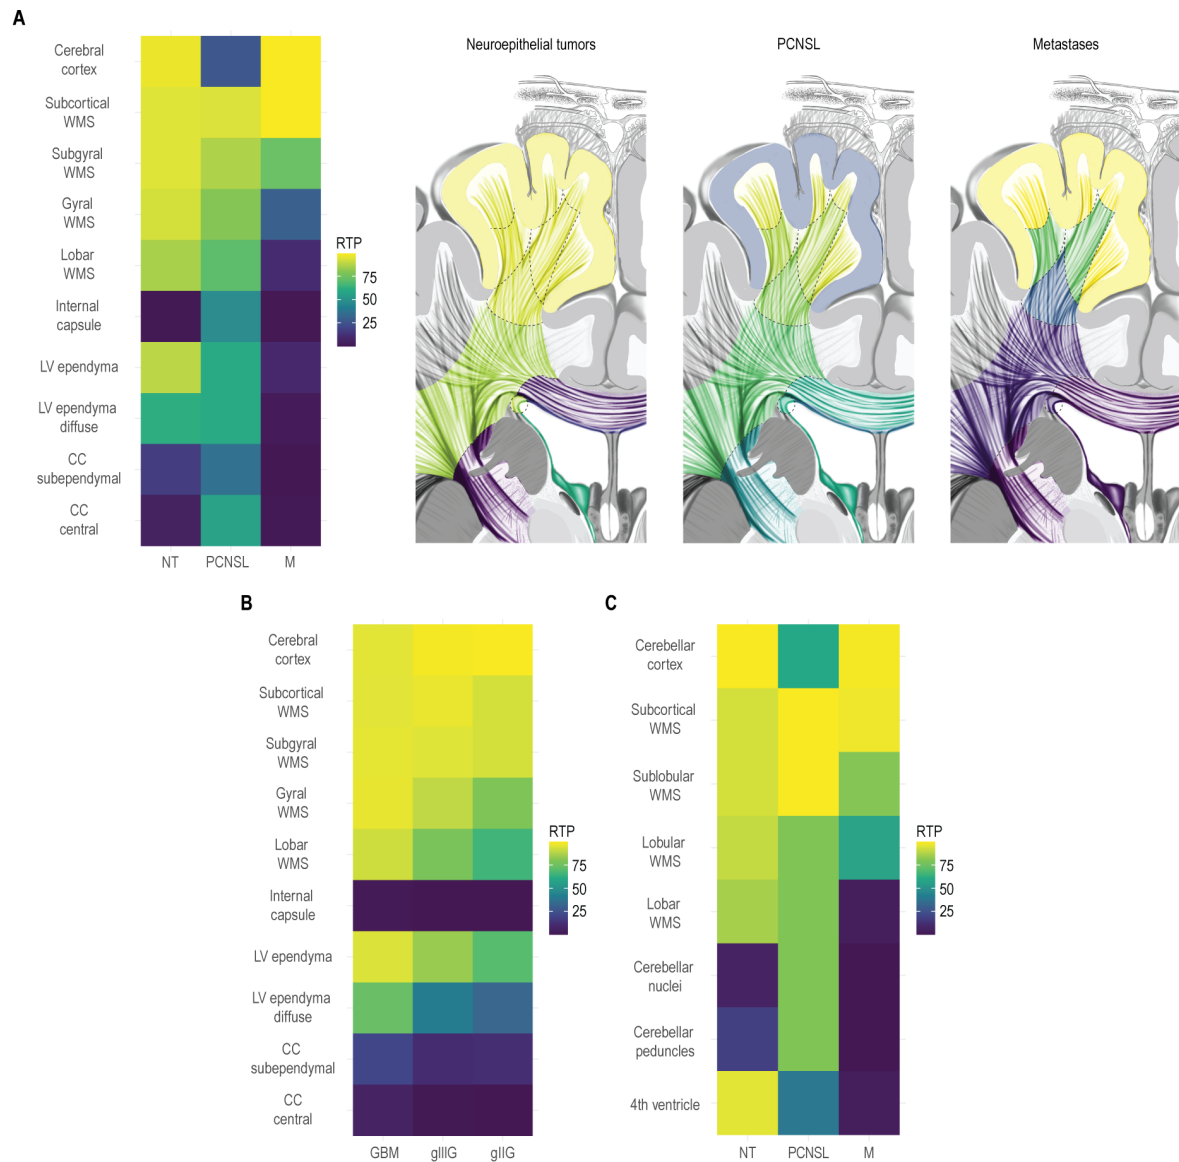 A
Cerebral
cortex
Subcortical
WMS
Subgyral
WMS
Gyral
WMS
Lobar
WMS
Internal
capsule
LV ependyma
LV ependyma
diffuse
CC
subependymal
CC
central
NT PCNSL M
RTP
75
50
25
Neuroepithelial tumors
PCNSL
Metastases
B
Cerebral
cortex
Subcortical
WMS
Subgyral
WMS
Gyral
WMS
Lobar
WMS
Internal
capsule
LV ependyma
LV ependyma
diffuse
CC
subependymal
CC
central
GBM gIIIG gIIG
RTP
75
50
25
C
Cerebellar
cortex
Subcortical
WMS
Sublobular
WMS
Lobular
WMS
Lobar
WMS
Cerebellar
nuclei
Cerebellar
peduncles
4th ventricle
NT PCNSL M
RTP
75
50
25